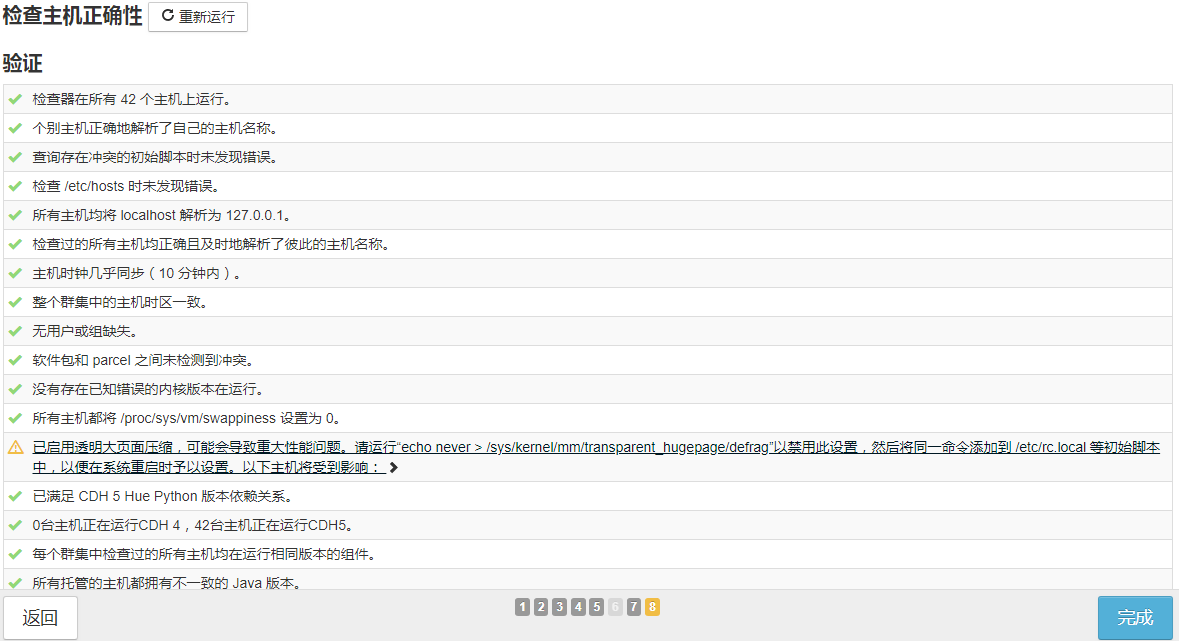 检查主机正确性 重新运行
验证
检查器在所有 42 个主机上运行。
个别主机正确地解析了自己的主机名称。
查询存在冲突的初始脚本时未发现错误。
检查 /etc/hosts 时未发现错误。
所有主机均将 localhost 解析为 127.0.0.1。
检查过的所有主机均正确且及时地解析了彼此的主机名称。
主机时钟几乎同步（10 分钟内）。
整个群集中的主机时区一致。
无用户或组缺失。
软件包和 parcel 之间未检测到冲突。
没有存在已知错误的内核版本在运行。
所有主机都将 /proc/sys/vm/swappiness 设置为 0。
已启用透明大页面压缩，可能会导致重大性能问题。请运行“echo never > /sys/kernel/mm/transparent_hugepage/defrag”以禁用此设置，然后将同一命令添加到 /etc/rc.local 等初始脚本
中，以便在系统重启时予以设置。以下主机将受到影响：
已满足 CDH 5 Hue Python 版本依赖关系。
0台主机正在运行CDH 4，42台主机正在运行CDH5。
每个群集中检查过的所有主机均在运行相同版本的组件。
所有托管的主机都拥有不一致的 Java 版本。
返回 1 2 3 4 5 6 7 8 完成